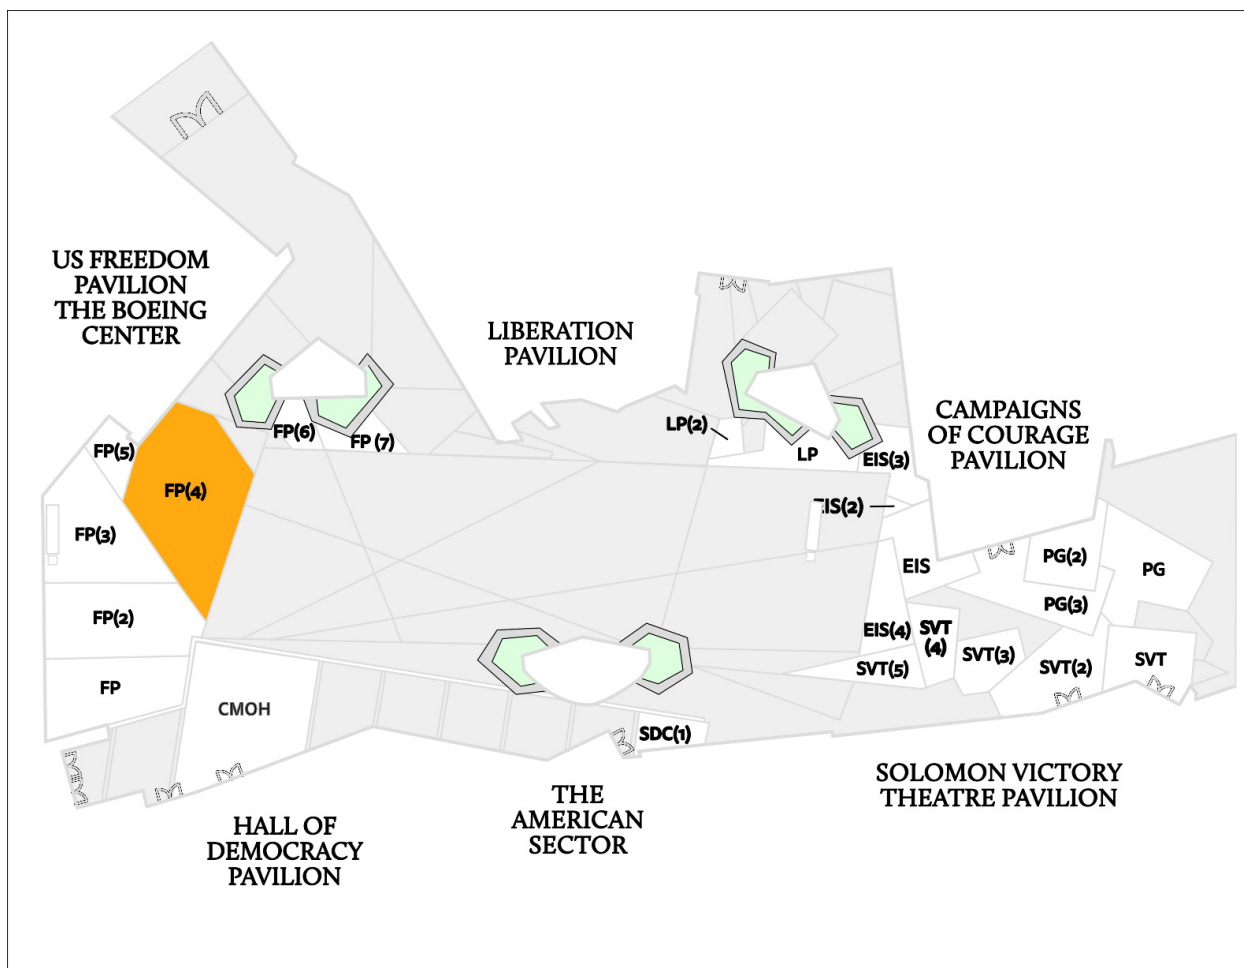 US FREEDOM
PAVILION
THE BOEING
CENTER
LIBERATION
PAVILION
CAMPAIGNS
OF COURAGE
PAVILION
FP(5)
FP(4)
FP(6)
FP (7)
LP(2)
LP
EIS(3)
EIS(2)
FP(3)
EIS
PG(2)
PG
PG(3)
FP(2)
EIS(4)
SVT
(4)
SVT(3)
SVT(5)
SVT(2)
SVT
FP
CMOH
SDC(1)
SOLOMON VICTORY
THEATRE PAVILION
THE
AMERICAN
SECTOR
HALL OF
DEMOCRACY
PAVILION